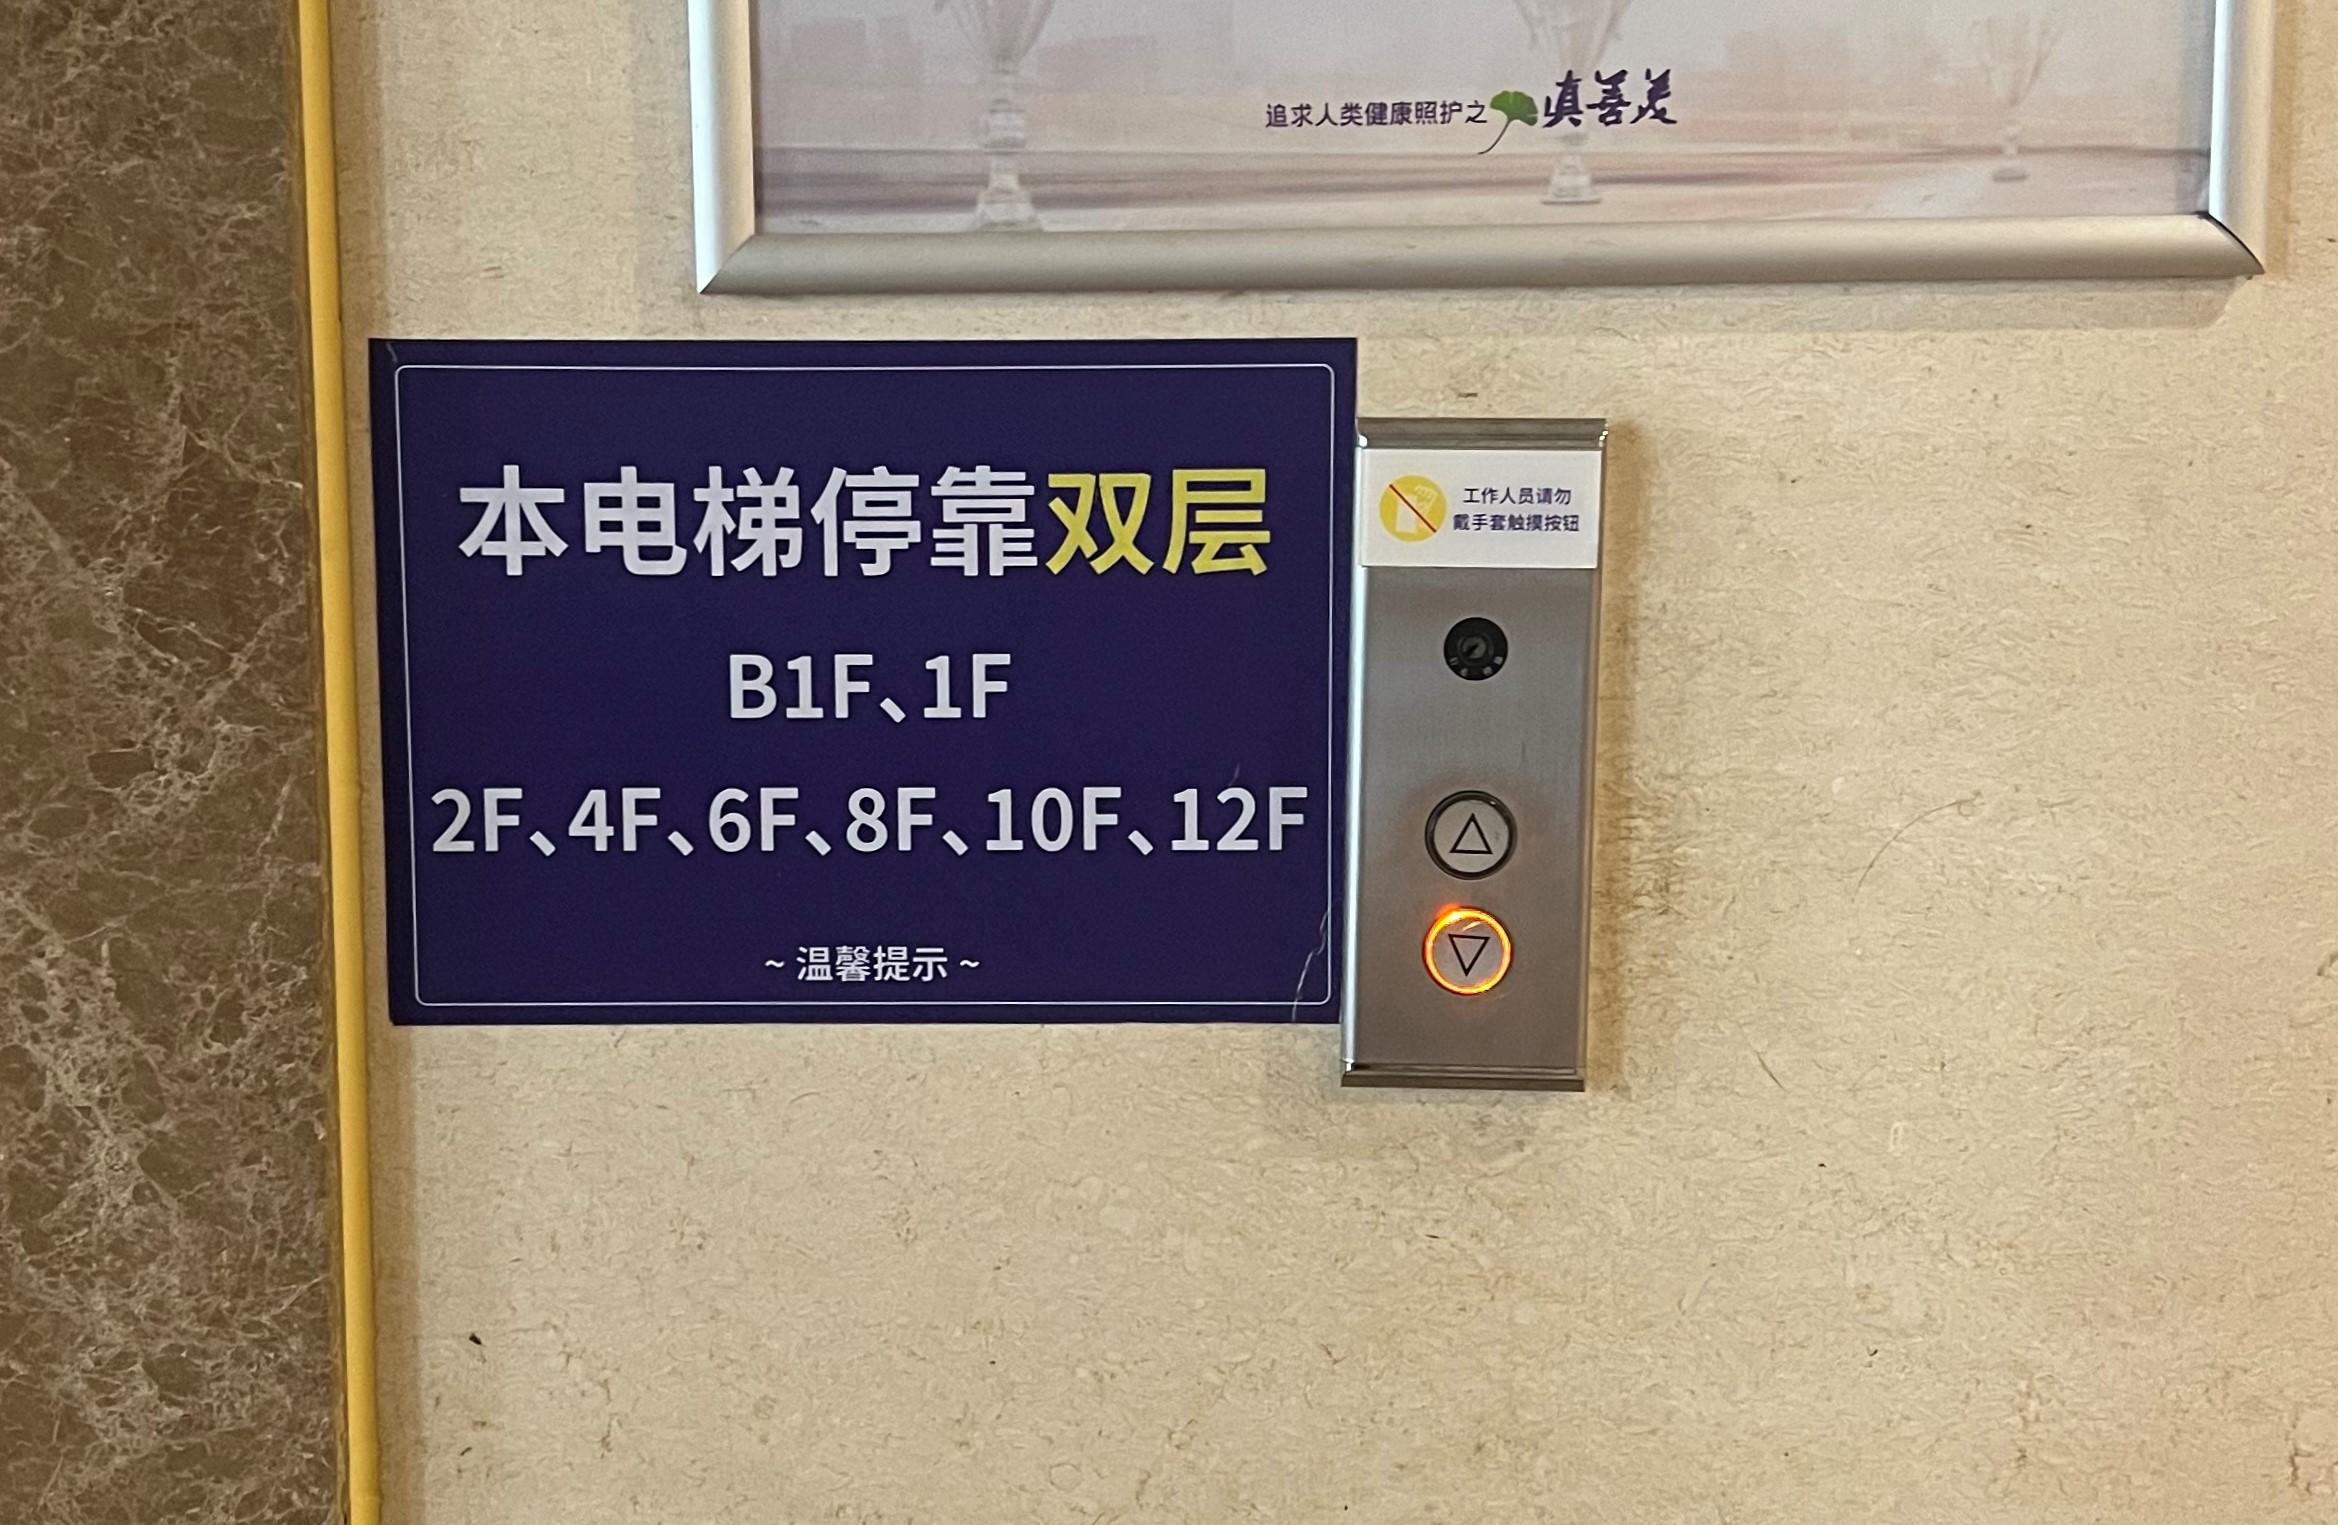 追求人类健康照护之真善美
本电梯停靠双层
B1F、1F
2F、4F、6F、8F、10F、12F
~ 温馨提示 ~
工作人员请勿
戴手套触摸按钮